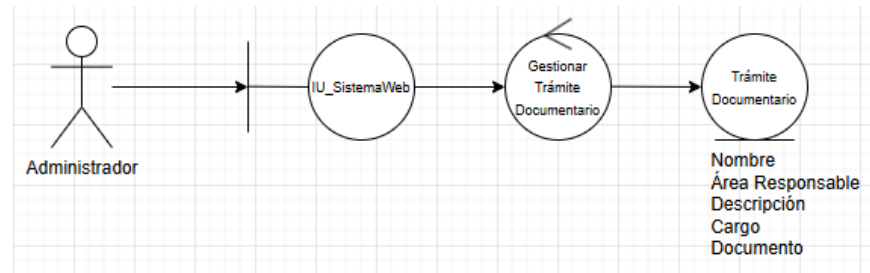 Administrador
IU_SistemaWeb
Gestionar
Trámite
Documentario
Trámite
Documentario
Nombre
Área Responsable
Descripción
Cargo
Documento